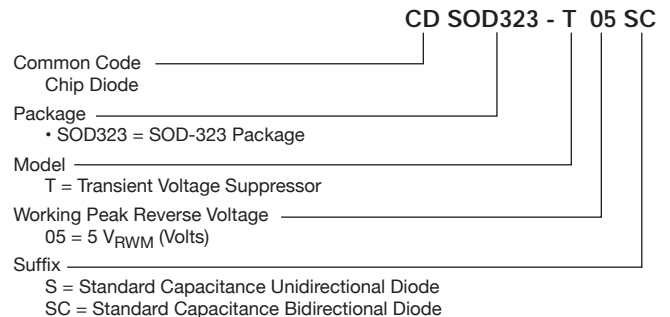 CD SOD323 - T 05 SC
Common Code
Chip Diode
Package
• SOD323 = SOD-323 Package
Model
T = Transient Voltage Suppressor
Working Peak Reverse Voltage
05 = 5 VRWM (Volts)
Suffix
S = Standard Capacitance Unidirectional Diode
SC = Standard Capacitance Bidirectional Diode